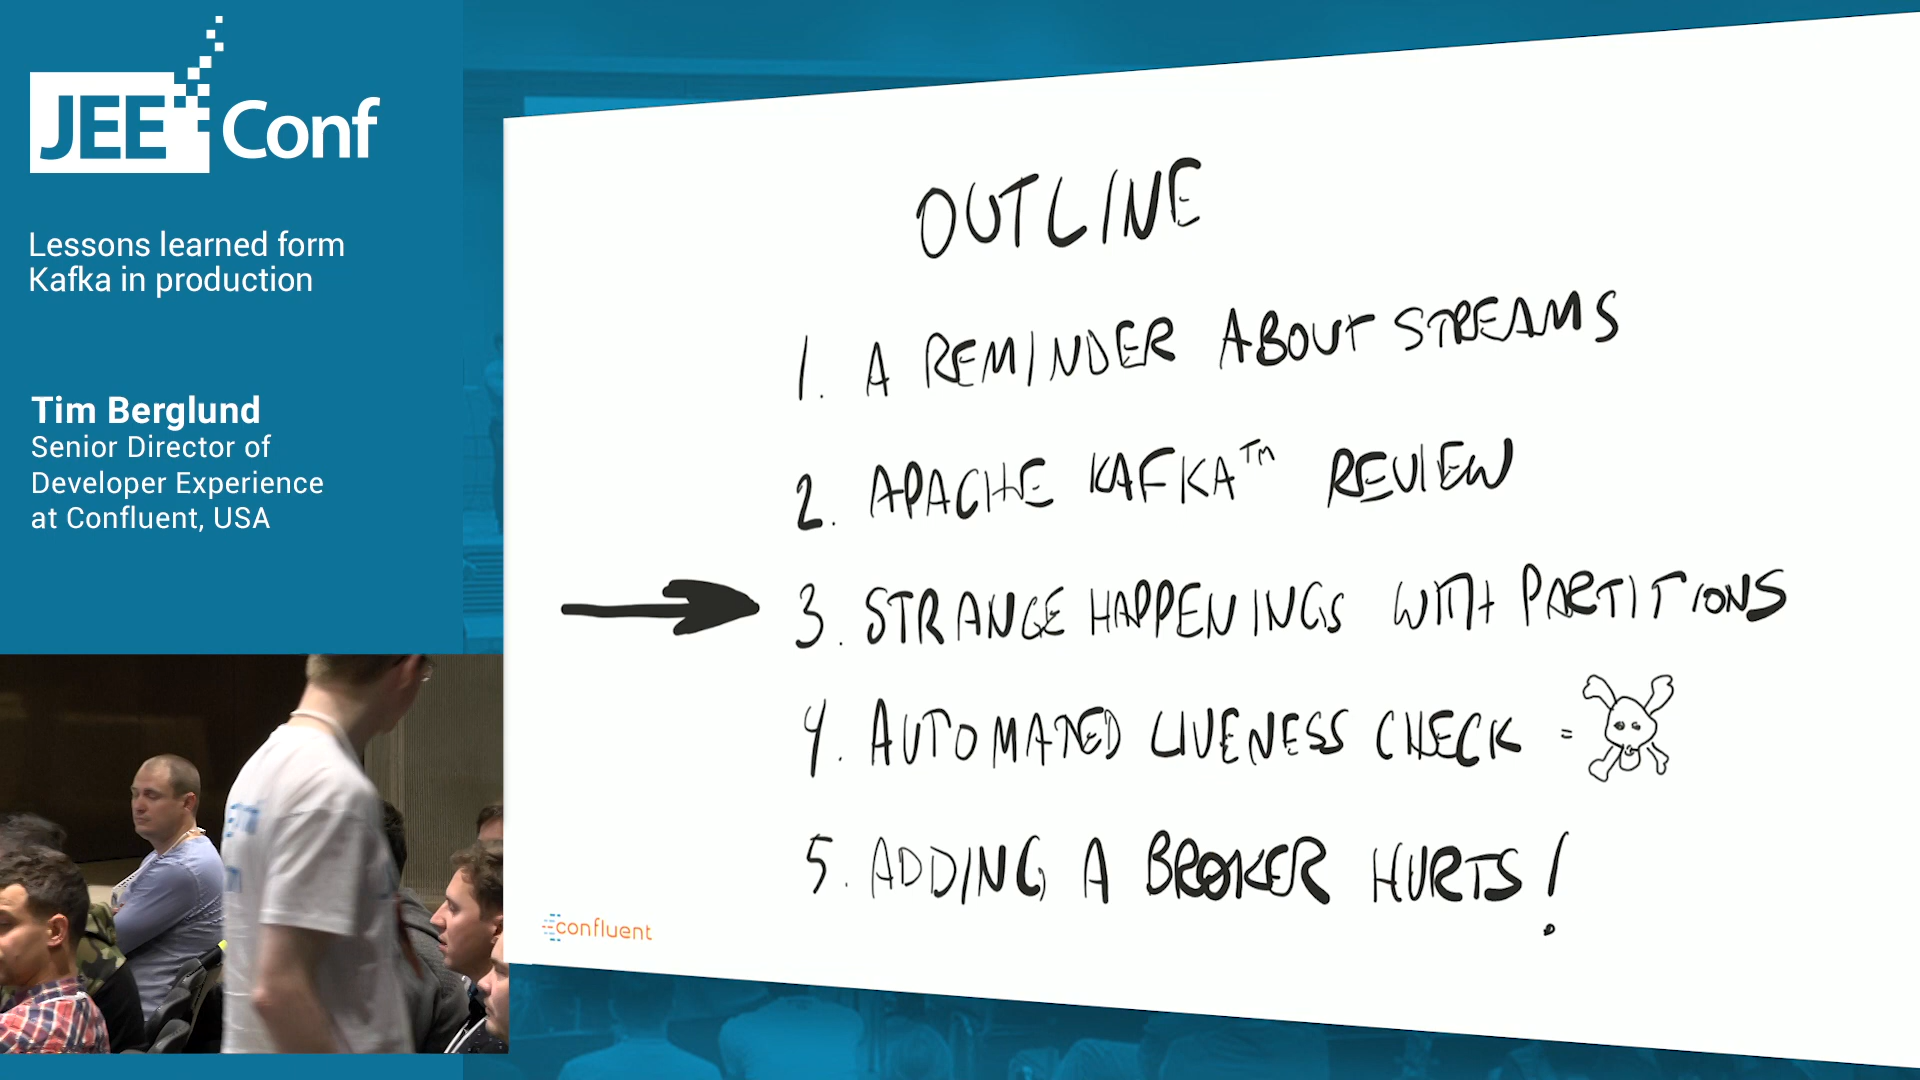 JEE Conf
Lessons learned form
Kafka in production
Tim Berglund
Senior Director of
Developer Experience
at Confluent, USA
OUTLINE
1. A REMINDER ABOUT STREAMS
2. APACHE KAFKA™ REVIEW
3. STRANGE HAPPENINGS WITH PARTITIONS
4. AUTOMATED LIVENESS CHECK =
5. ADDING A BROKER HURTS!
confluent